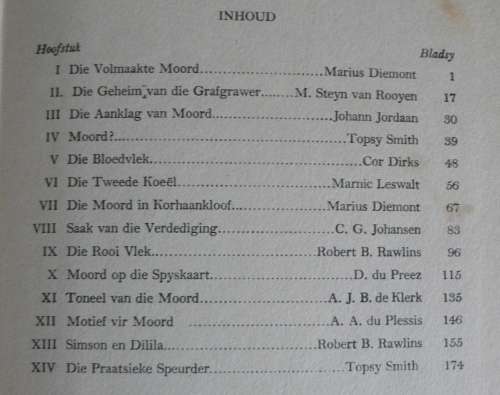 INHOUD
Hoofstuk Bladsy
I Die Volmaakte Moord........................Marius Diemont 1
II. Die Geheim van die Grafgrawer........M. Steyn van Rooyen 17
III Die Aanklag van Moord........................Johann Jordaan 30
IV Moord?................................................Topsy Smith 39
V Die Bloedvlek............................................Cor Dirks 48
VI Die Tweede Koeël............................Marnic Leswalt 56
VII Die Moord in Korhaankloof................Marius Diemont 67
VIII Saak van die Verdediging....................C. G. Johansen 83
IX Die Rooi Vlek............................Robert B. Rawlins 96
X Moord op die Spyskaart............................D. du Preez 115
XI Toneel van die Moord....................A. J. B. de Klerk 135
XII Motief vir Moord ........................A. A. du Plessis 146
XIII Simson en Dilila............................Robert B. Rawlins 155
XIV Die Praatsieke Speurder............................Topsy Smith 174